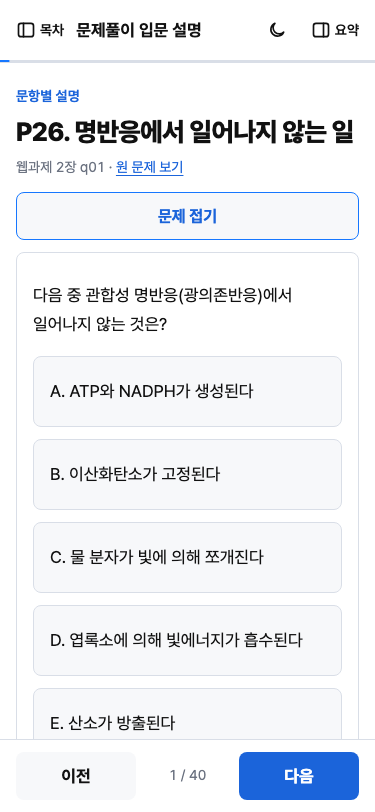 목차 문제풀이 입문 설명 요약
문항별 설명
P26. 명반응에서 일어나지 않는 일
웹과제 2장 q01 · 원 문제 보기
문제 접기
다음 중 관합성 명반응(광의존반응)에서
일어나지 않는 것은?
A. ATP와 NADPH가 생성된다
B. 이산화탄소가 고정된다
C. 물 분자가 빛에 의해 쪼개진다
D. 엽록소에 의해 빛에너지가 흡수된다
E. 산소가 방출된다
이전 1 / 40 다음